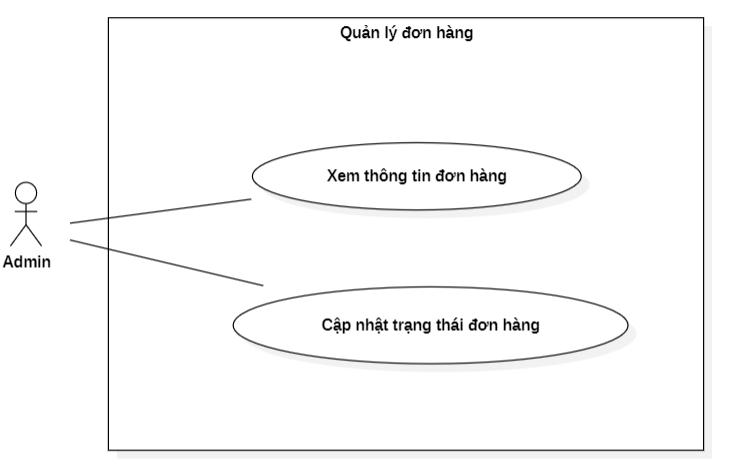 Quản lý đơn hàng
Xem thông tin đơn hàng
Admin
Cập nhật trạng thái đơn hàng